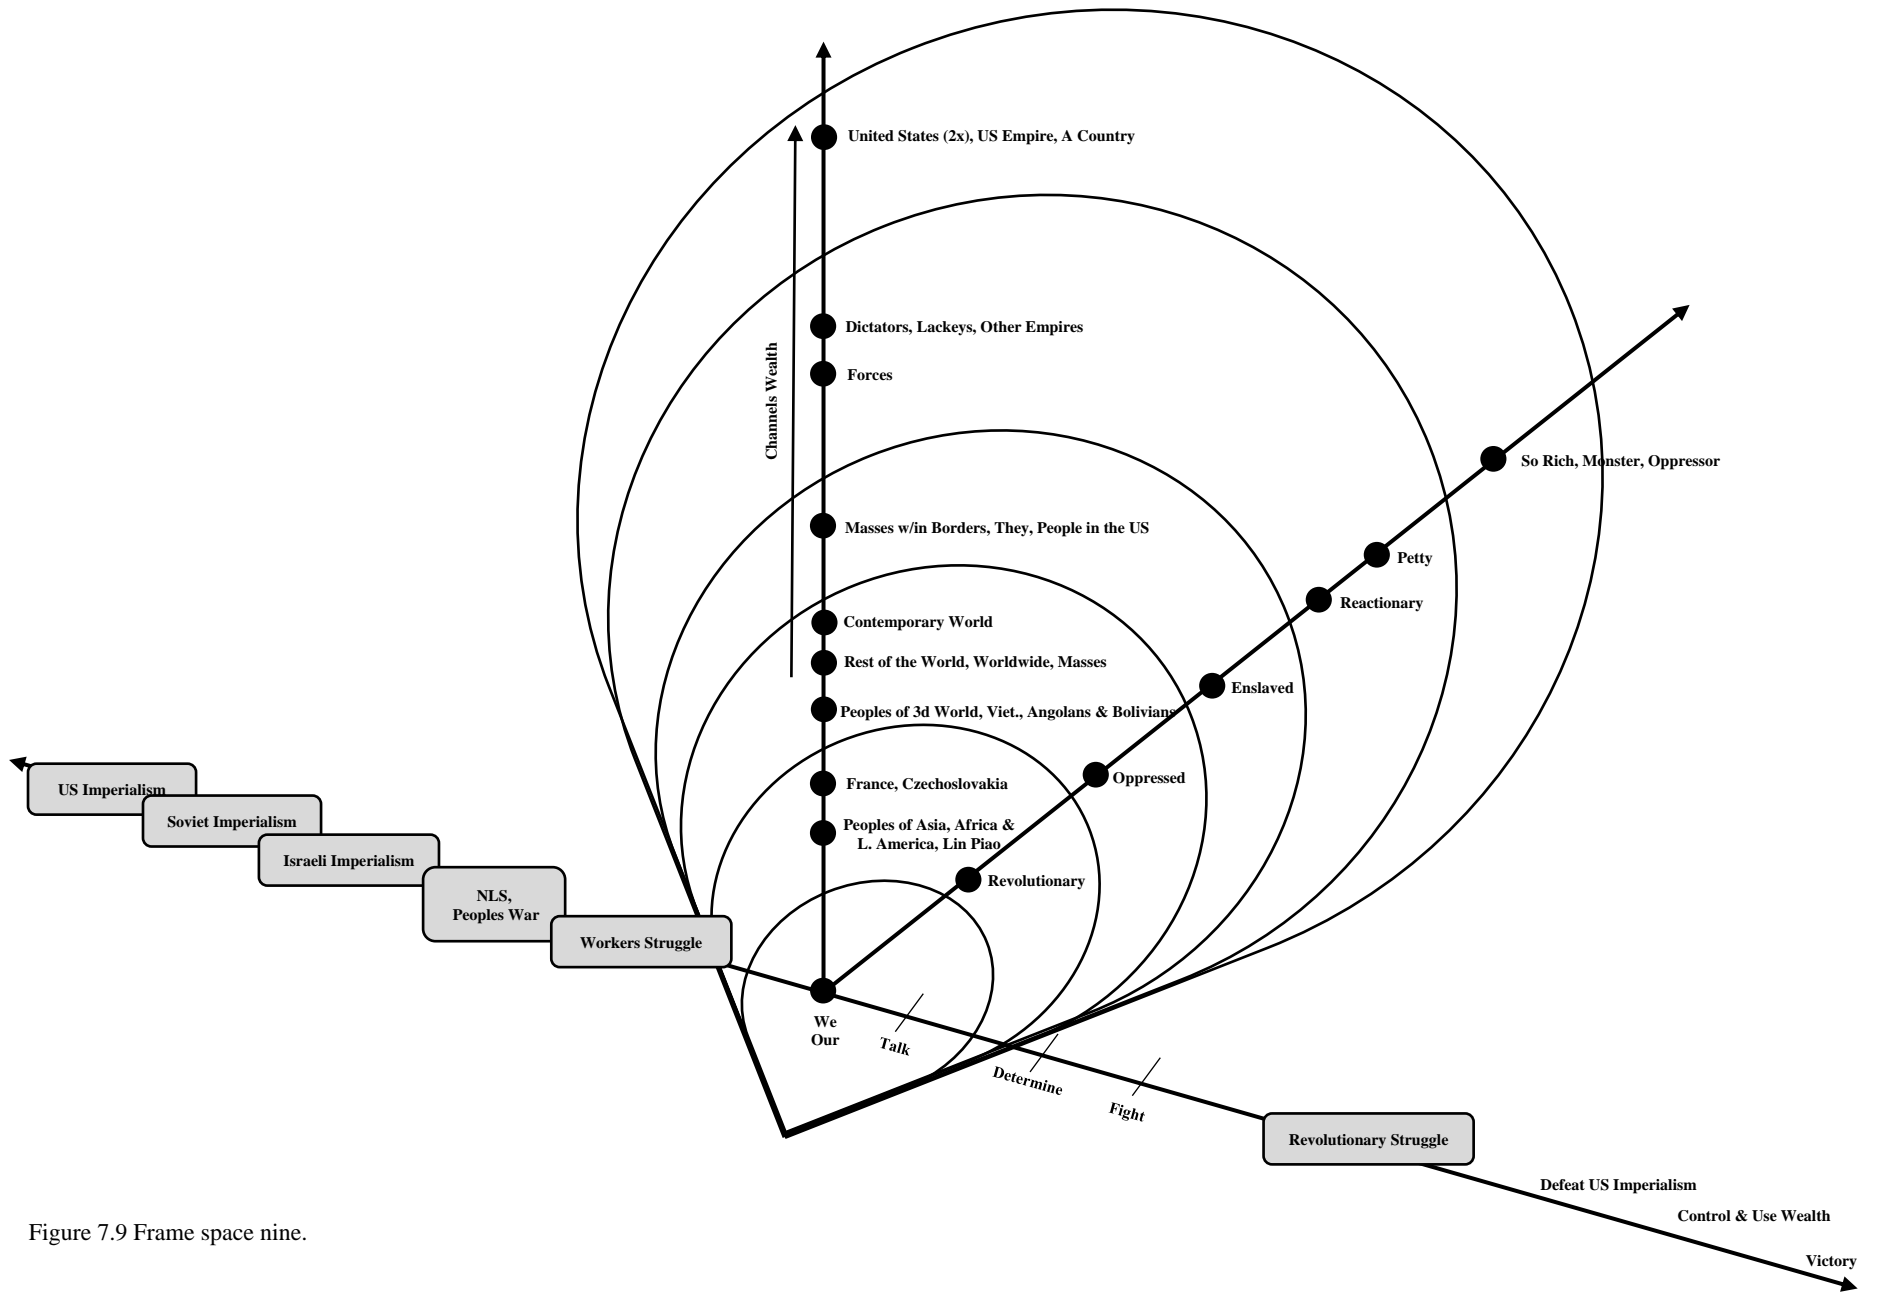 United States (2x), US Empire, A Country
Dictators, Lackeys, Other Empires
Forces
Channels Wealth
So Rich, Monster, Oppressor
Masses w/in Borders, They, People in the US
Petty
Reactionary
Contemporary World
Rest of the World, Worldwide, Masses
Enslaved
Peoples of 3d World, Viet., Angolans & Bolivians
Oppressed
France, Czechoslovakia
US Imperialism
Soviet Imperialism
Peoples of Asia, Africa &
L. America, Lin Piao
Israeli Imperialism
Revolutionary
NLS,
Peoples War
Workers Struggle
We
Our
Talk
Determine
Fight
Revolutionary Struggle
Defeat US Imperialism
Control & Use Wealth
Victory
Figure 7.9 Frame space nine.